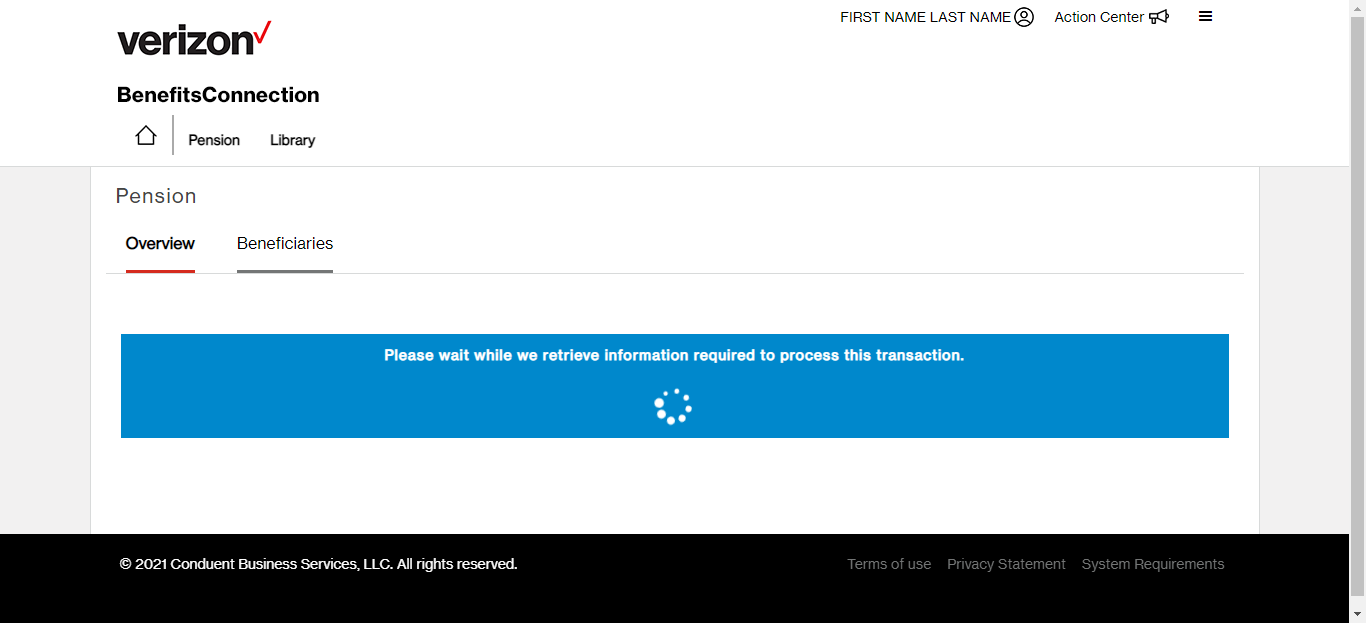 FIRST NAME LAST NAME Action Center
verizon
BenefitsConnection
Pension Library
Pension
Overview Beneficiaries
Please wait while we retrieve information required to process this transaction.
© 2021 Conduent Business Services, LLC. All rights reserved. Terms of use Privacy Statement System Requirements